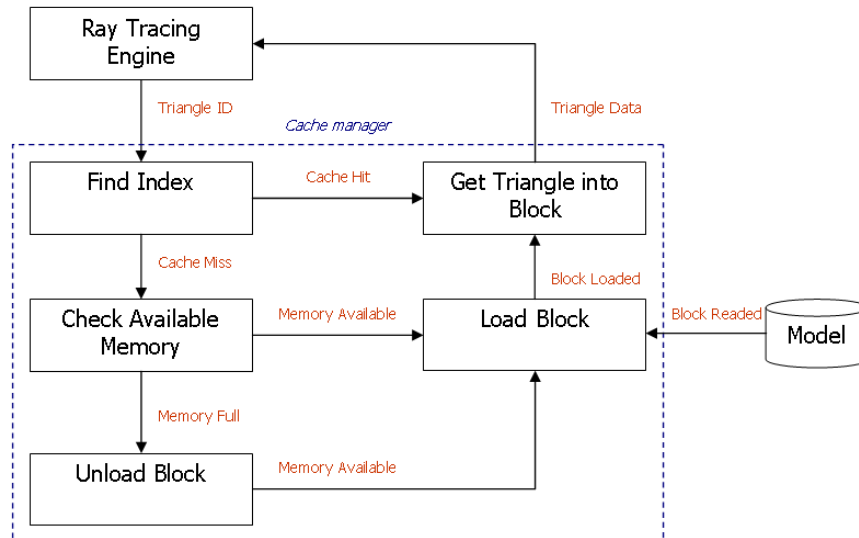 Ray Tracing
Engine
Triangle ID
Triangle Data
Cache manager
Find Index
Cache Hit
Get Triangle into
Block
Cache Miss
Block Loaded
Check Available
Memory
Memory Available
Load Block
Block Readed
Model
Memory Full
Unload Block
Memory Available